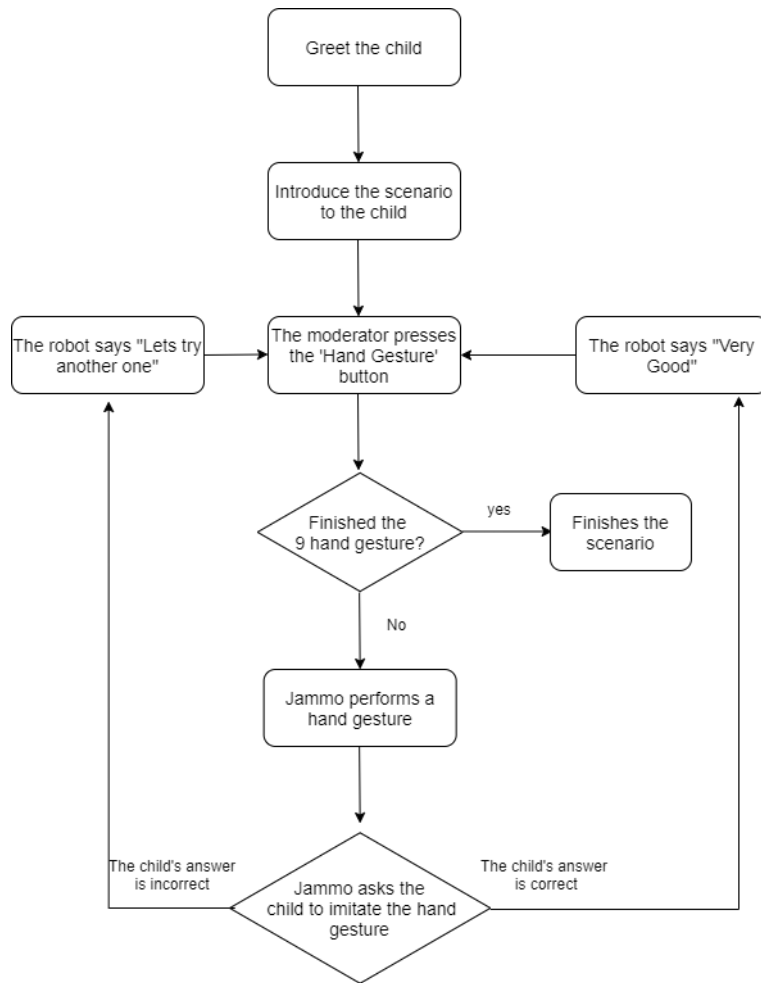 Greet the child
Introduce the scenario
to the child
The robot says "Lets try
another one"
The moderator presses
the 'Hand Gesture'
button
The robot says "Very
Good"
Finished the
9 hand gesture?
yes
Finishes the
scenario
No
Jammo performs a
hand gesture
The child's answer
is incorrect
The child's answer
is correct
Jammo asks the
child to imitate the hand
gesture